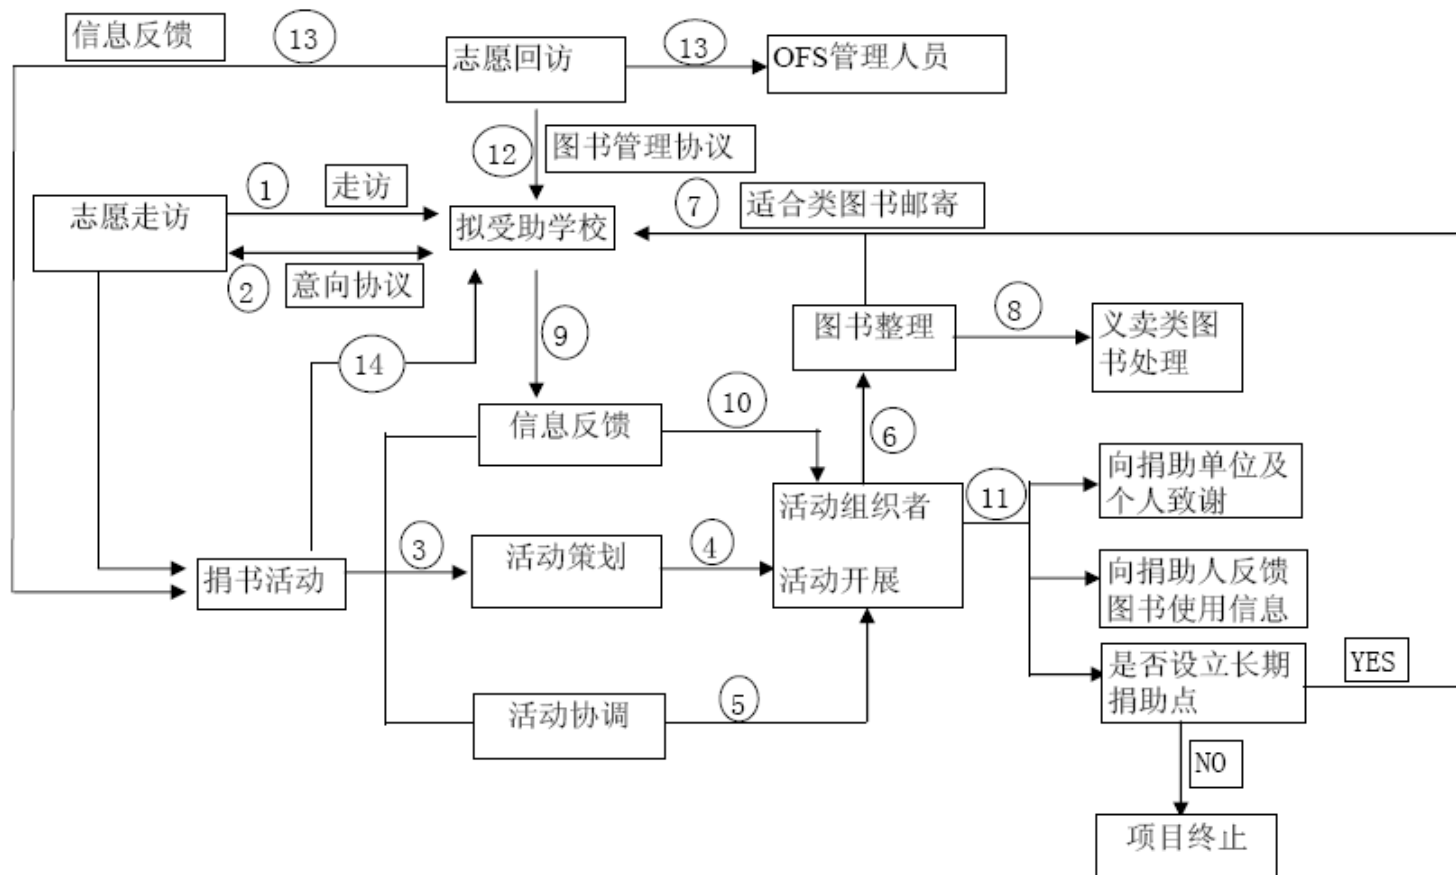 信息反馈
13
志愿回访
13
OFS管理人员
12
图书管理协议
1
走访
7
适合类图书邮寄
志愿走访
拟受助学校
2
意向协议
9
图书整理
8
义卖类图
书处理
14
信息反馈
10
6
向捐助单位及
个人致谢
活动组织者
活动开展
11
捐书活动
3
活动策划
4
向捐助人反馈
图书使用信息
是否设立长期
捐助点
YES
活动协调
5
NO
项目终止